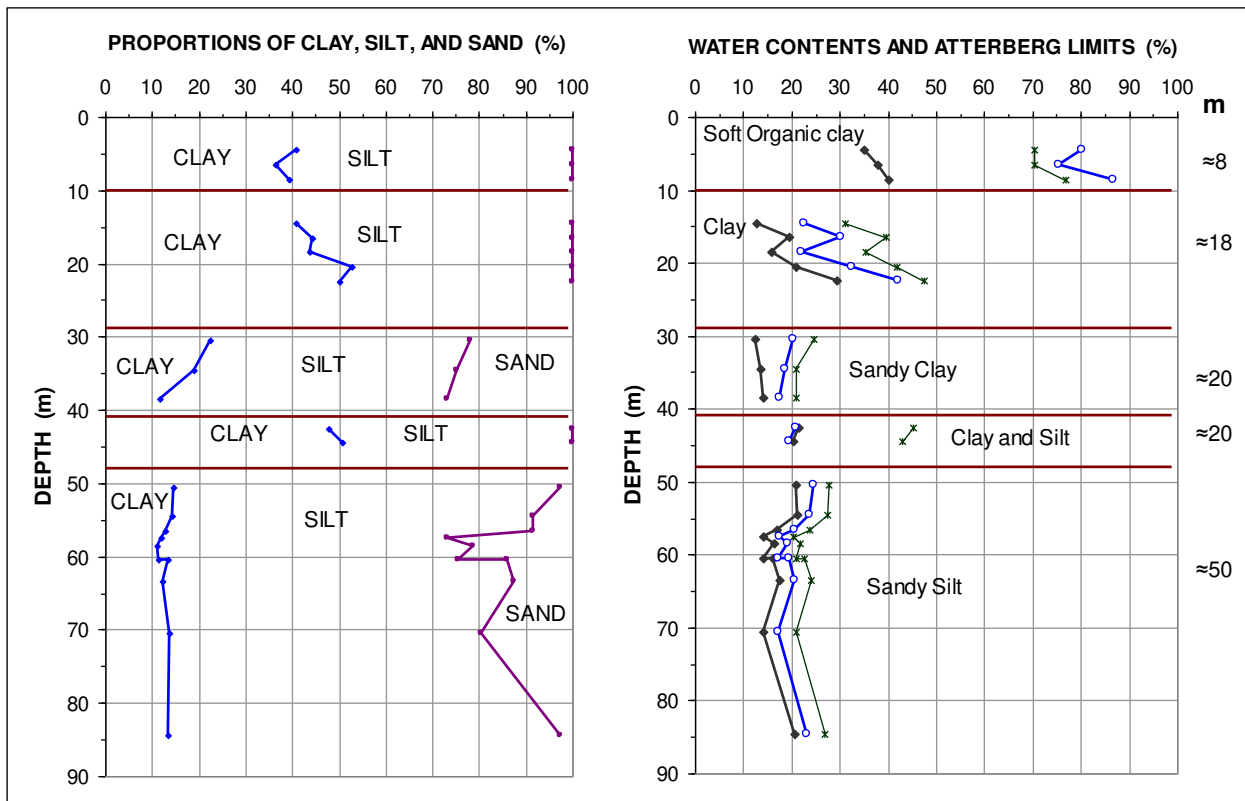 PROPORTIONS OF CLAY, SILT, AND SAND (%)
0 10 20 30 40 50 60 70 80 90 100
0
10
20
30
40
50
60
70
80
90
DEPTH (m)
CLAY SILT
CLAY SILT
CLAY SILT SAND
CLAY SILT
CLAY
SILT
SAND
WATER CONTENTS AND ATTERBERG LIMITS (%)
0 10 20 30 40 50 60 70 80 90 100
0
10
20
30
40
50
60
70
80
90
DEPTH (m)
Soft Organic clay
Clay
Sandy Clay
Clay and Silt
Sandy Silt
m
≈8
≈18
≈20
≈20
≈50